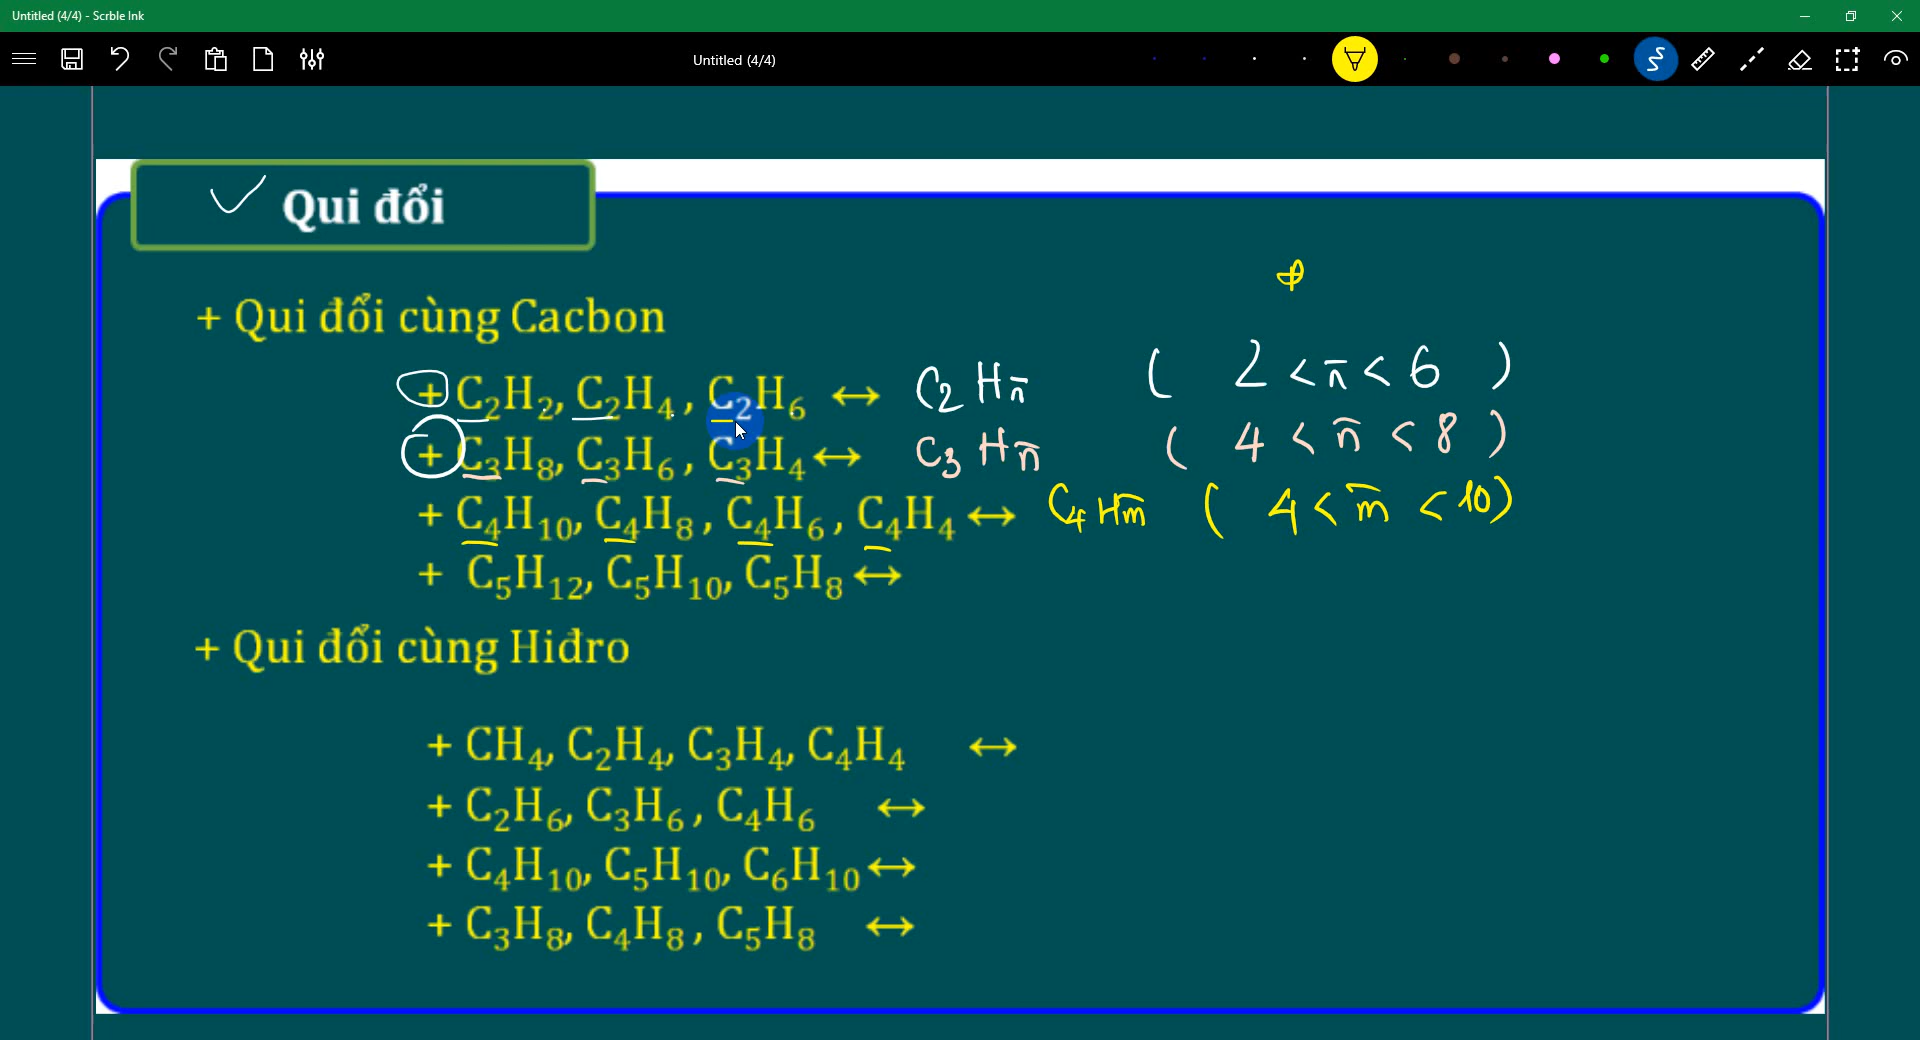 Untitled (4/4) - Scrble Ink
Untitled (4/4)
Qui đổi
+ Qui đổi cùng Cacbon
+ C₂H₂, C₂H₄ , C₂H₆ ↔ C₂Hn̄ ( 2 < n̄ < 6 )
+ C₃H₈, C₃H₆ , C₃H₄ ↔ C₃Hn̄ ( 4 < n̄ < 8 )
+ C₄H₁₀, C₄H₈ , C₄H₆ , C₄H₄ ↔ C₄Hm̄ ( 4 < m̄ < 10 )
+ C₅H₁₂, C₅H₁₀, C₅H₈ ↔
+ Qui đổi cùng Hiđro
+ CH₄, C₂H₄, C₃H₄, C₄H₄ ↔
+ C₂H₆, C₃H₆ , C₄H₆ ↔
+ C₄H₁₀, C₅H₁₀, C₆H₁₀ ↔
+ C₃H₈, C₄H₈ , C₅H₈ ↔